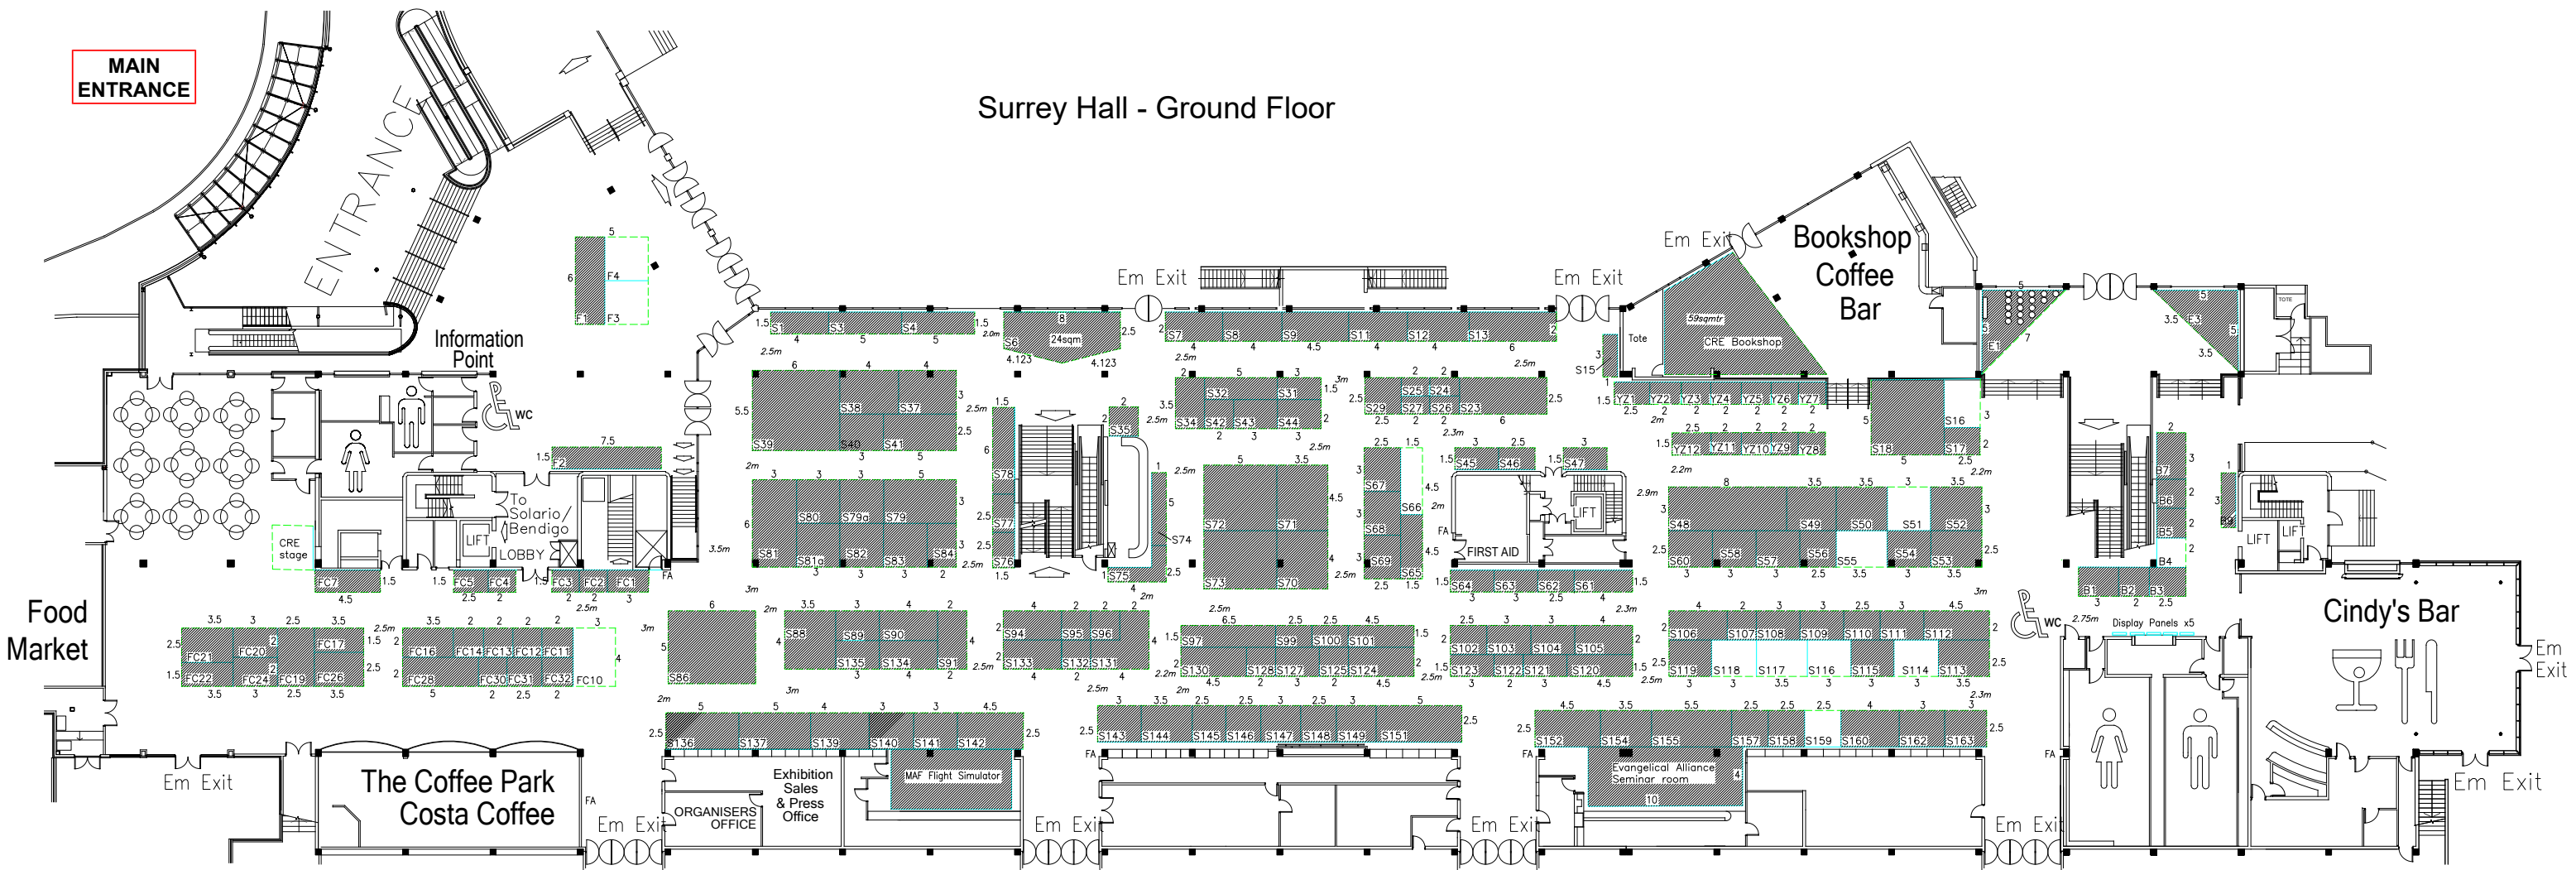 MAIN
ENTRANCE
Surrey Hall - Ground Floor
ENTRANCE
Information
Point
WC
To
Solario/
Bendigo
LIFT
LOBBY
CRE
stage
Food
Market
The Coffee Park
Costa Coffee
Em Exit
FA
Em Exit
ORGANISERS
OFFICE
Exhibition
Sales
& Press
Office
MAF Flight Simulator
Em Exit
Em Exit
Em Exit
Em Exit
Tote
59sqmtr
CRE Bookshop
Em Exit
Bookshop
Coffee
Bar
TOTE
FIRST AID
LIFT
FA
FA
FA
Evangelical Alliance
Seminar room
10
4
Em Exit
Em Exit
FA
WC
Display Panels x5
LIFT
LIF
Cindy's Bar
Em
Exit
Em Exit
F1
F4
F3
F2
FC7
FC5
FC4
FC3
FC2
FC1
FA
FC21
FC20
FC17
FC22
FC24
FC19
FC26
FC16
FC14
FC13
FC12
FC11
FC28
FC30
FC31
FC32
FC10
S1
S3
S4
S6
24sqm
S7
S8
S9
S11
S12
S13
S15
S39
S38
S37
S40
S41
S78
S77
S76
S35
S74
S75
S34
S32
S31
S42
S43
S44
S29
S25
S24
S27
S26
S23
S81
S80
S79a
S79
S81a
S82
S83
S84
S72
S71
S73
S70
S67
S66
S68
S69
S65
S45
S46
S47
S64
S63
S62
S61
YZ1
YZ2
YZ3
YZ4
YZ5
YZ6
YZ7
YZ12
YZ11
YZ10
YZ9
YZ8
S18
S16
S17
E1
E3
S48
S49
S50
S51
S52
S60
S58
S57
S56
S55
S54
S53
B7
B6
B5
B4
B1
B2
B3
B9
S86
S88
S89
S90
S135
S134
S91
S94
S95
S96
S133
S132
S131
S97
S99
S100
S101
S130
S128
S127
S125
S124
S102
S103
S104
S105
S123
S122
S121
S120
S106
S107
S108
S109
S110
S111
S112
S119
S118
S117
S116
S115
S114
S113
S136
S137
S139
S140
S141
S142
S143
S144
S145
S146
S147
S148
S149
S151
S152
S154
S155
S157
S158
S159
S160
S162
S163